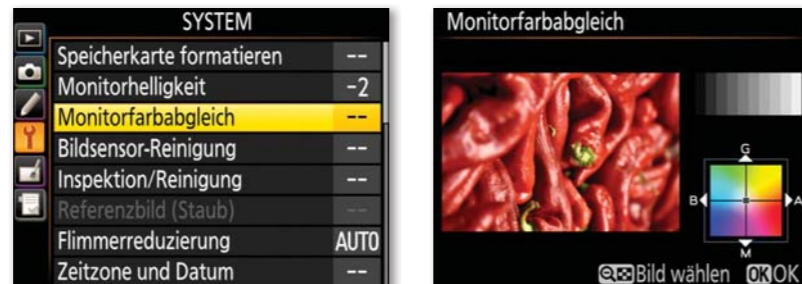 SYSTEM
Speicherkarte formatieren --
Monitorhelligkeit -2
Monitorfarbabgleich --
Bildsensor-Reinigung --
Inspektion/Reinigung --
Referenzbild (Staub) --
Flimmerreduzierung AUTO
Zeitzone und Datum --
Monitorfarbabgleich
G
B A
M
Bild wählen OK OK